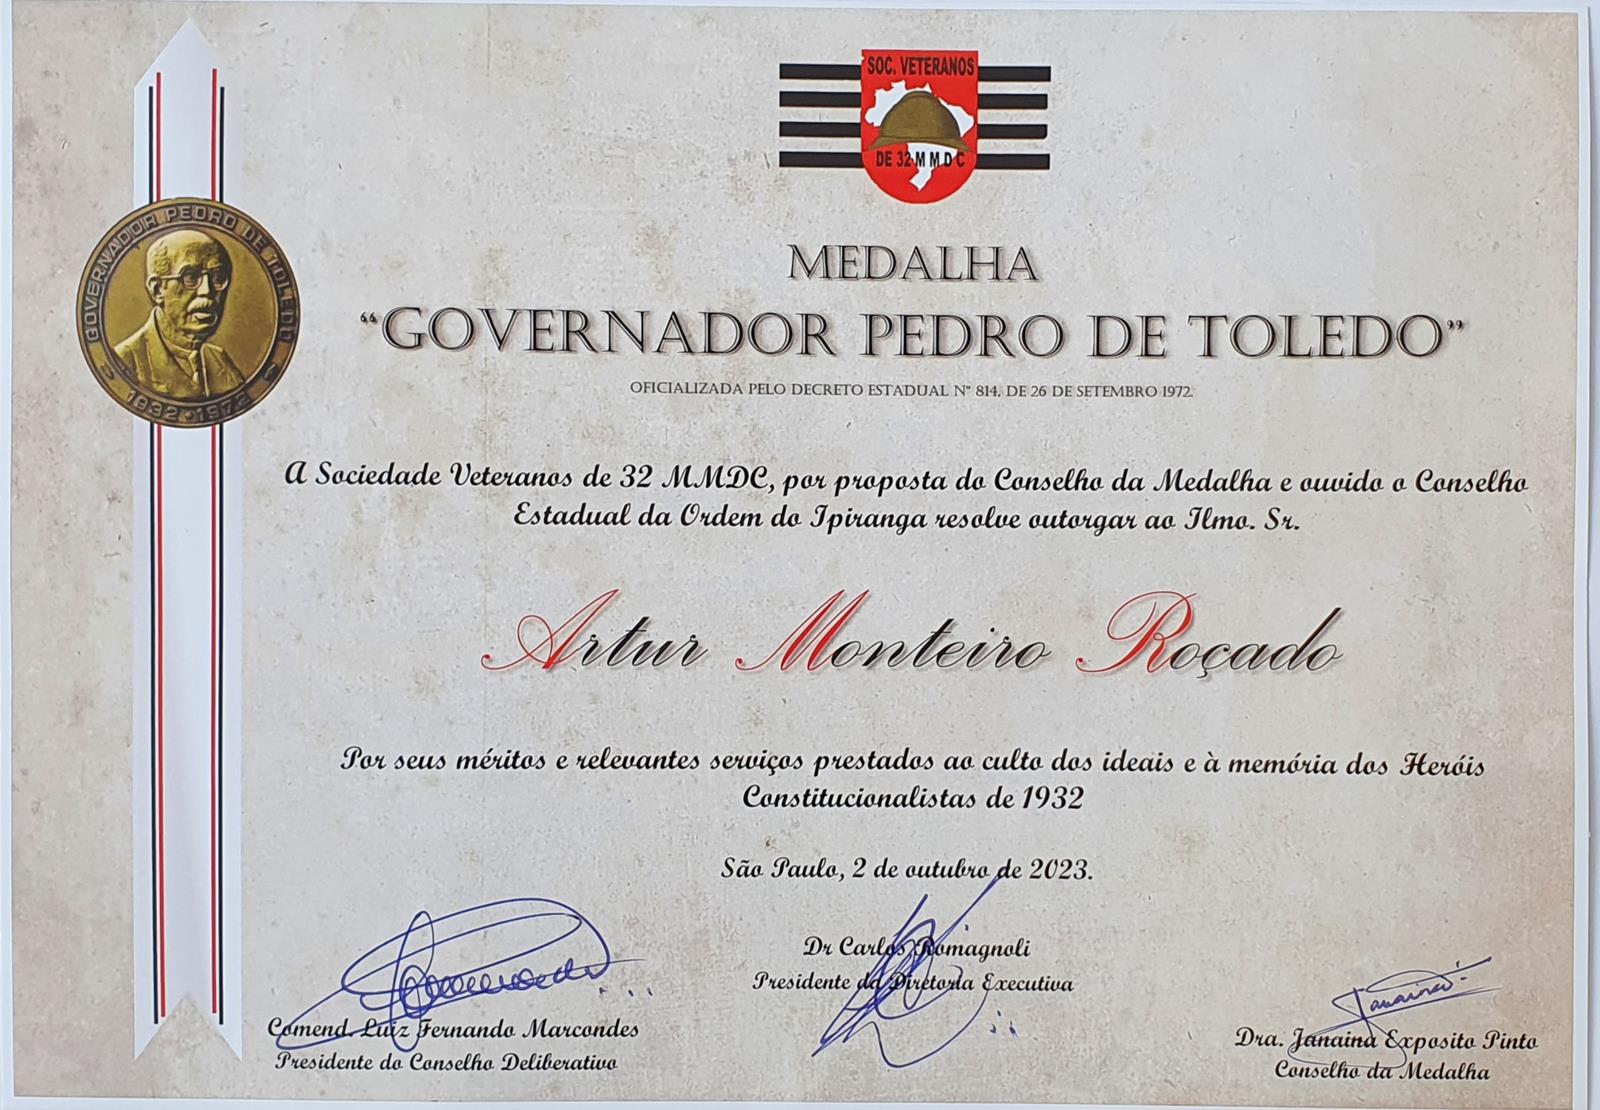 SOC. VETERANOS
DE 32 M M D C
GOVERNADOR PEDRO DE TOLEDO
1932 • 1972
MEDALHA
“GOVERNADOR PEDRO DE TOLEDO”
OFICIALIZADA PELO DECRETO ESTADUAL Nº 814, DE 26 DE SETEMBRO 1972.
A Sociedade Veteranos de 32 MMDC, por proposta do Conselho da Medalha e ouvido o Conselho
Estadual da Ordem do Ipiranga resolve outorgar ao Ilmo. Sr.
Artur Monteiro Roçado
Por seus méritos e relevantes serviços prestados ao culto dos ideais e à memória dos Heróis
Constitucionalistas de 1932
São Paulo, 2 de outubro de 2023.
Comend. Luiz Fernando Marcondes
Presidente do Conselho Deliberativo
Dr Carlos Romagnoli
Presidente da Diretoria Executiva
Dra. Janaina Exposito Pinto
Conselho da Medalha